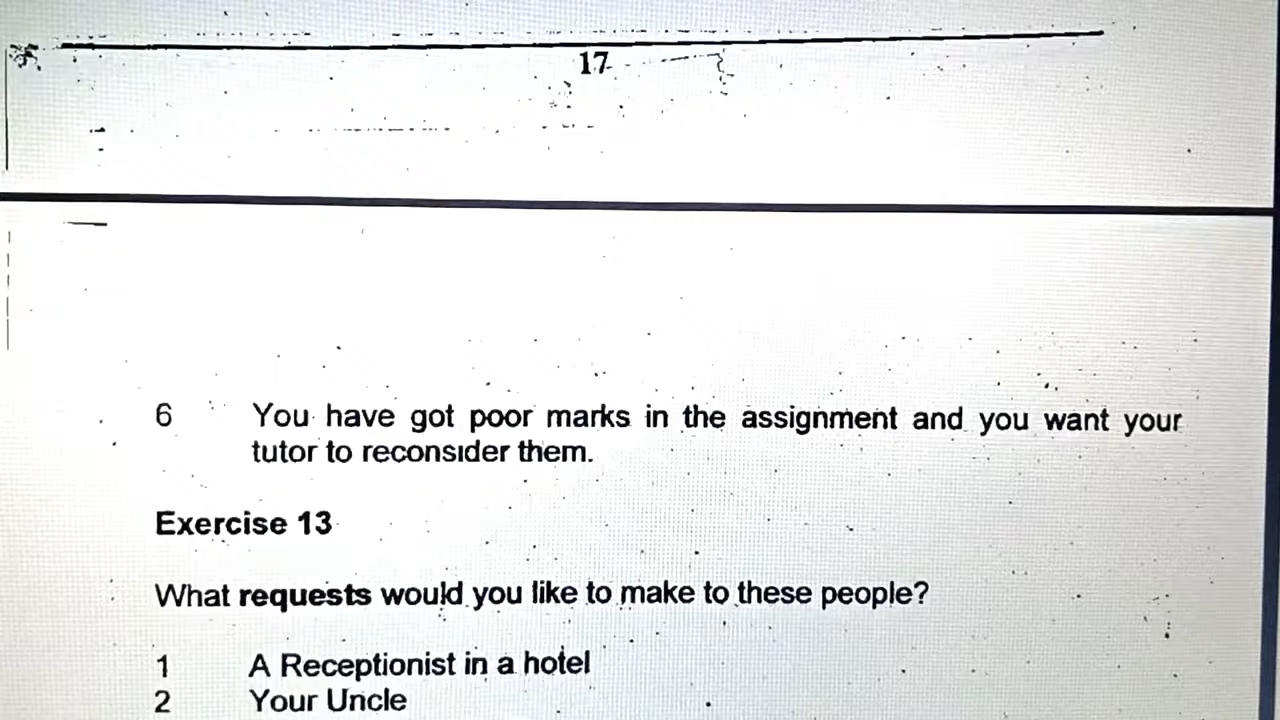 17
6 You have got poor marks in the assignment and you want your
tutor to reconsider them.
Exercise 13
What requests would you like to make to these people?
1 A Receptionist in a hotel
2 Your Uncle